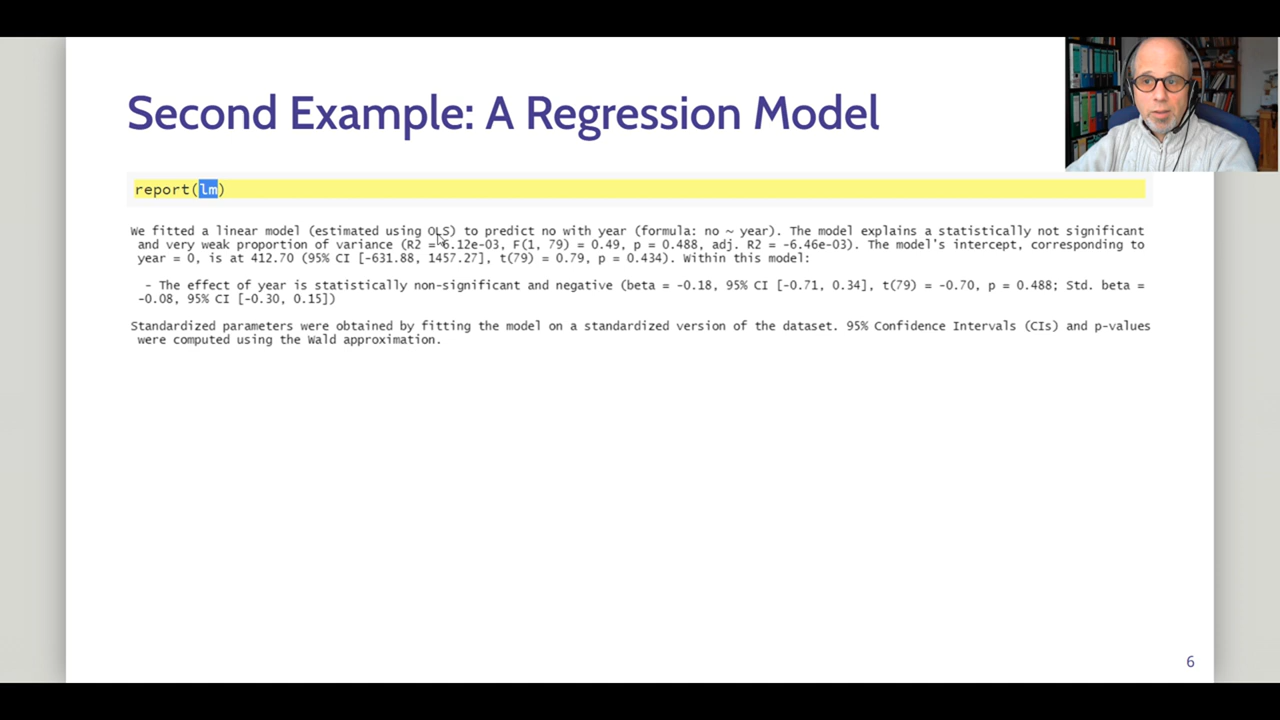 Second Example: A Regression Model
report(lm)
We fitted a linear model (estimated using OLS) to predict no with year (formula: no ~ year). The model explains a statistically not significant
and very weak proportion of variance (R2 = 6.12e-03, F(1, 79) = 0.49, p = 0.488, adj. R2 = -6.46e-03). The model's intercept, corresponding to
year = 0, is at 412.70 (95% CI [-631.88, 1457.27], t(79) = 0.79, p = 0.434). Within this model:
- The effect of year is statistically non-significant and negative (beta = -0.18, 95% CI [-0.71, 0.34], t(79) = -0.70, p = 0.488; Std. beta =
-0.08, 95% CI [-0.30, 0.15])
Standardized parameters were obtained by fitting the model on a standardized version of the dataset. 95% Confidence Intervals (CIs) and p-values
were computed using the Wald approximation.
6